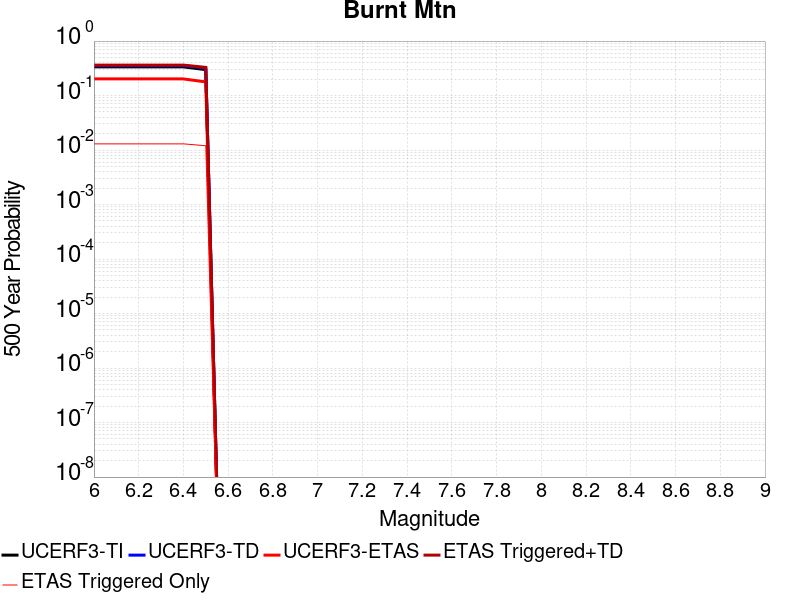 Burnt Mtn
10^0
10^-1
10^-2
10^-3
10^-4
10^-5
10^-6
10^-7
10^-8
500 Year Probability
6 6.2 6.4 6.6 6.8 7 7.2 7.4 7.6 7.8 8 8.2 8.4 8.6 8.8 9
Magnitude
UCERF3-TI UCERF3-TD UCERF3-ETAS ETAS Triggered+TD
ETAS Triggered Only